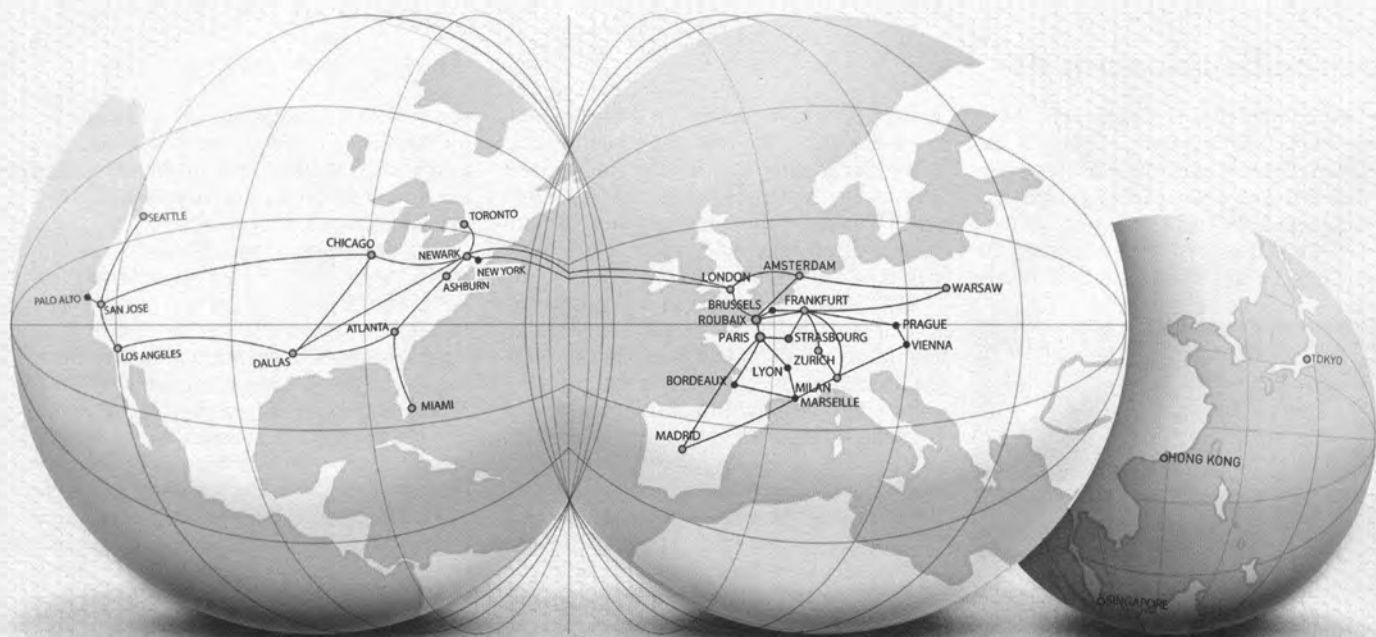 SEATTLE
TORONTO
CHICAGO
NEWARK
NEW YORK
ASHBURN
PALO ALTO
SAN JOSE
ATLANTA
LOS ANGELES
DALLAS
MIAMI
LONDON
AMSTERDAM
WARSAW
BRUSSELS
FRANKFURT
ROUBAIX
PRAGUE
PARIS
STRASBOURG
VIENNA
ZURICH
LYON
BORDEAUX
MILAN
MARSEILLE
MADRID
TOKYO
HONG KONG
SINGAPORE